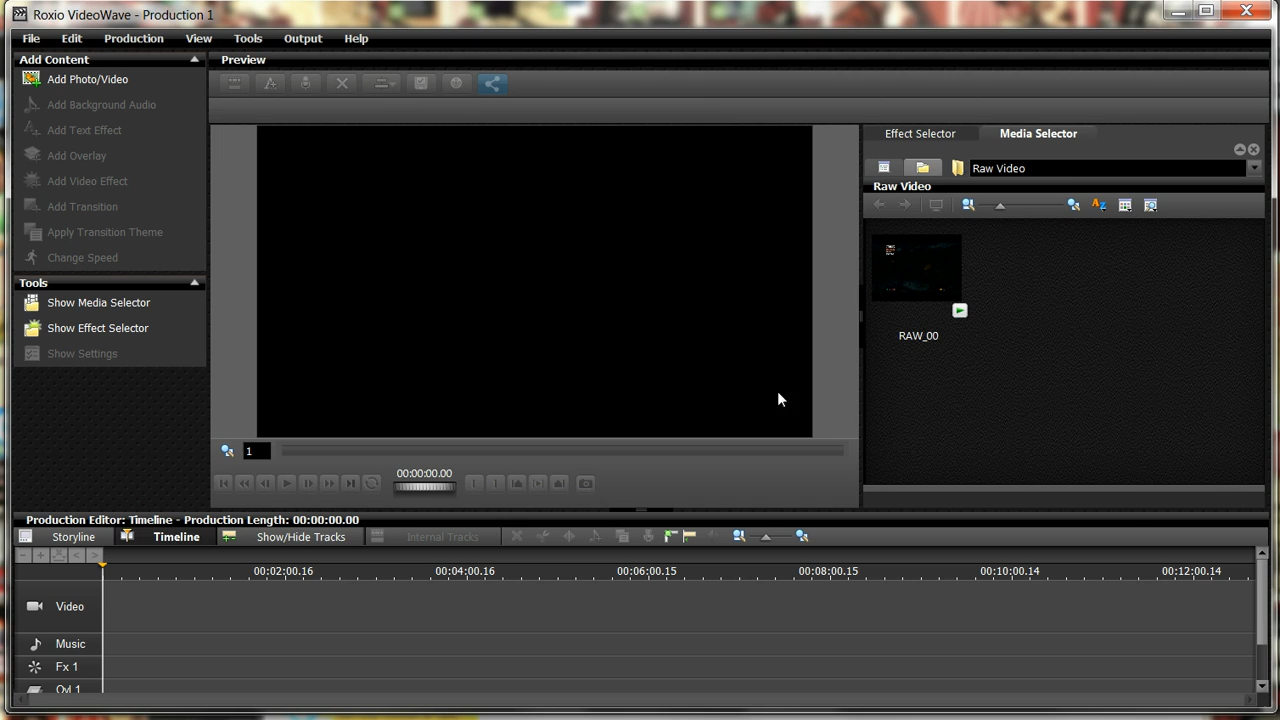 Roxio VideoWave - Production 1
File Edit Production View Tools Output Help
Add Content
Add Photo/Video
Add Background Audio
Add Text Effect
Add Overlay
Add Video Effect
Add Transition
Apply Transition Theme
Change Speed
Tools
Show Media Selector
Show Effect Selector
Show Settings
Preview
1
00:00:00.00
Effect Selector Media Selector
Raw Video
Raw Video
RAW_00
Production Editor: Timeline - Production Length: 00:00:00.00
Storyline Timeline Show/Hide Tracks Internal Tracks
00:02:00.16 00:04:00.16 00:06:00.15 00:08:00.15 00:10:00.14 00:12:00.14
Video
Music
Fx 1
Ovl 1